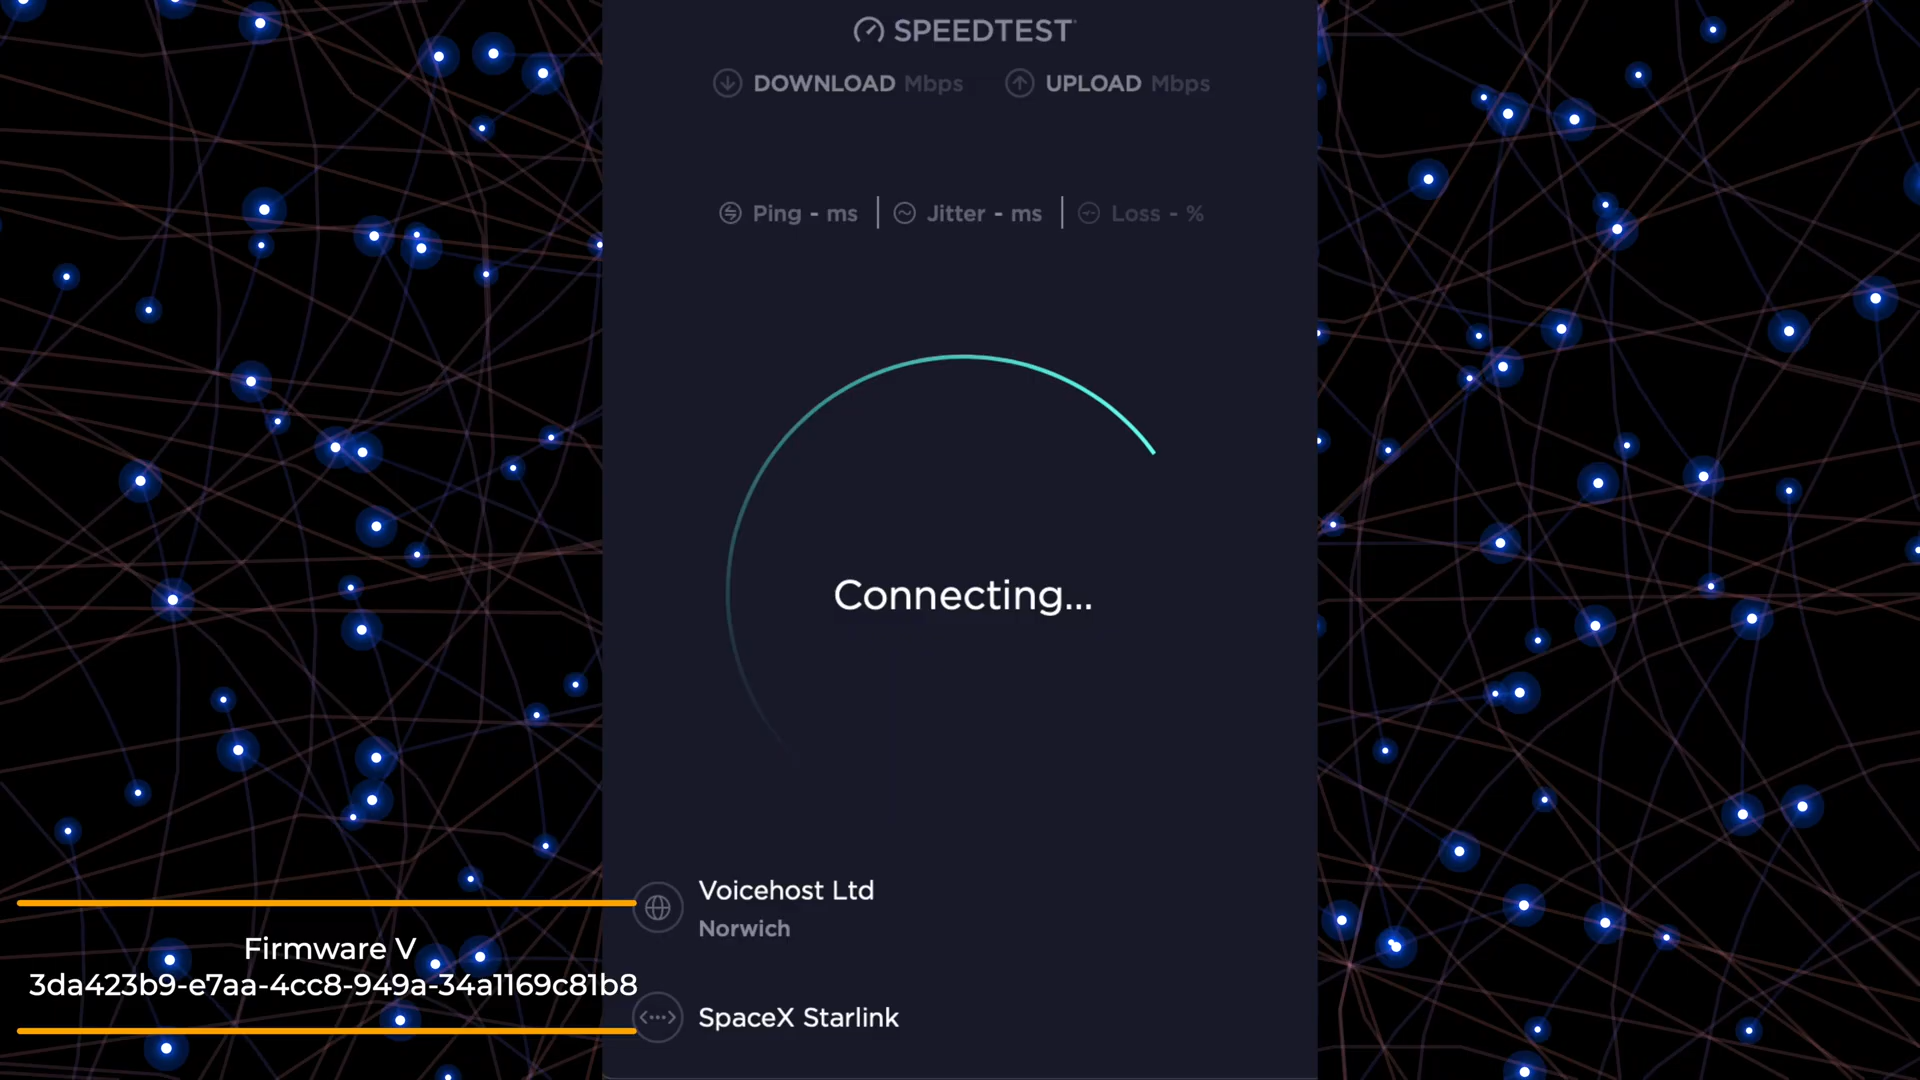 SPEEDTEST
DOWNLOAD Mbps UPLOAD Mbps
Ping - ms Jitter - ms Loss - %
Connecting...
Voicehost Ltd
Norwich
SpaceX Starlink
Firmware V
3da423b9-e7aa-4cc8-949a-34a1169c81b8